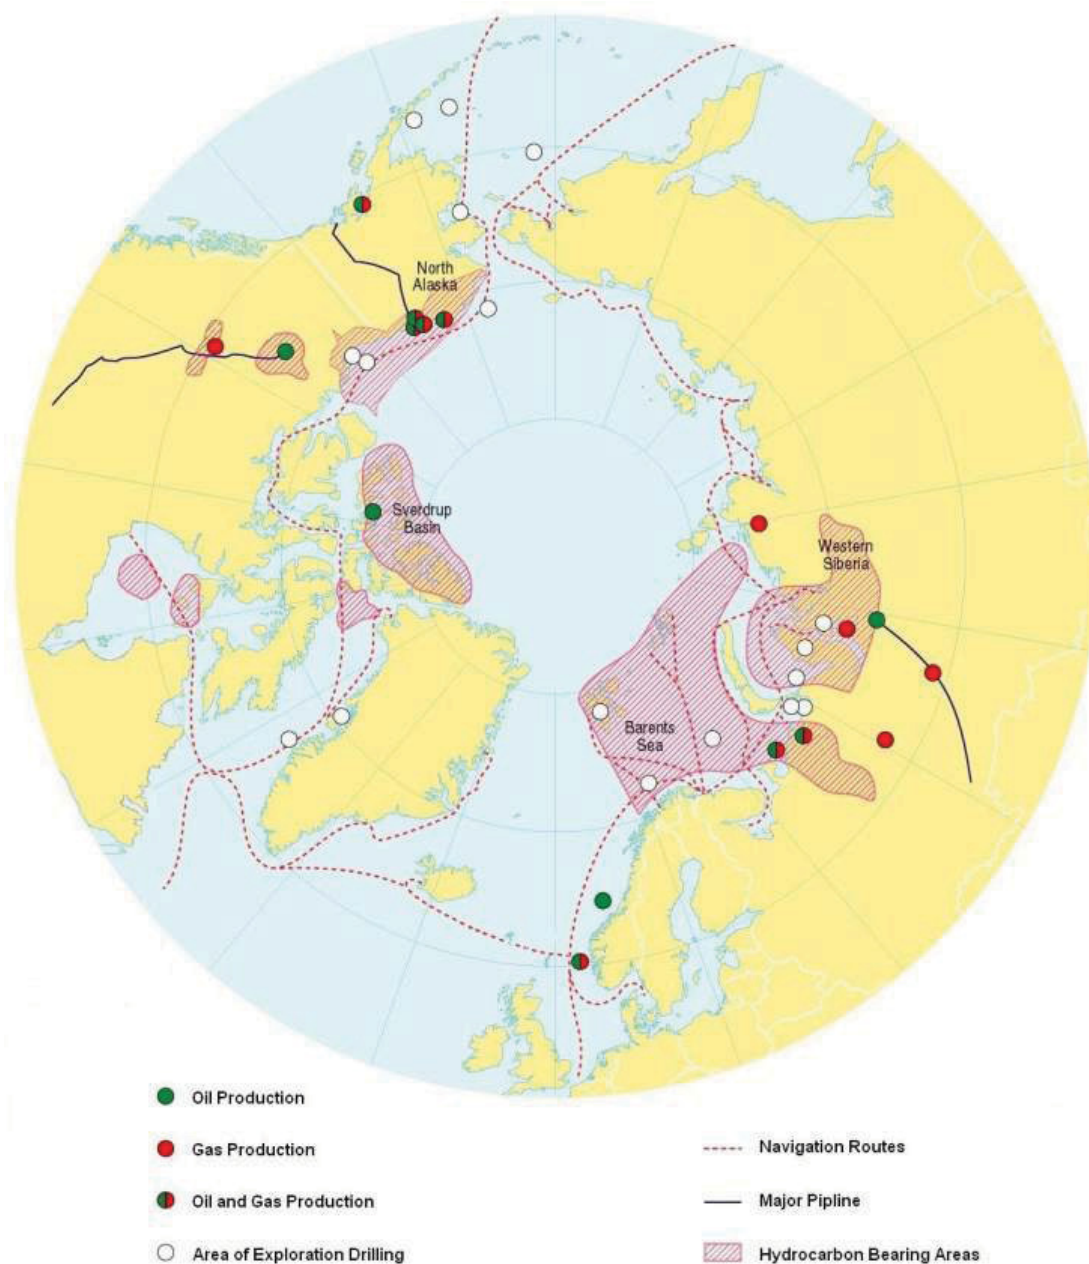 North
Alaska
Sverdrup
Basin
Western
Siberia
Barents
Sea
Oil Production
Gas Production
Oil and Gas Production
Area of Exploration Drilling
Navigation Routes
Major Pipline
Hydrocarbon Bearing Areas